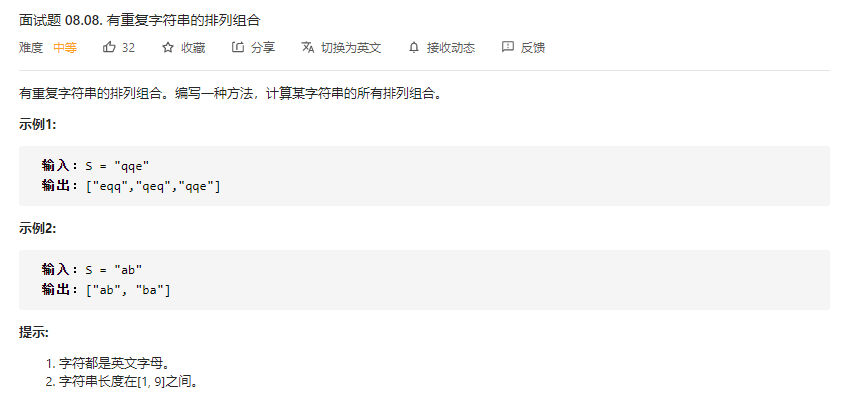 面试题 08.08. 有重复字符串的排列组合
难度 中等 32 收藏 分享 切换为英文 接收动态 反馈
有重复字符串的排列组合。编写一种方法，计算某字符串的所有排列组合。
示例1:
输入：S = "qqe"
输出：["eqq","qeq","qqe"]
示例2:
输入：S = "ab"
输出：["ab", "ba"]
提示:
1. 字符都是英文字母。
2. 字符串长度在[1, 9]之间。